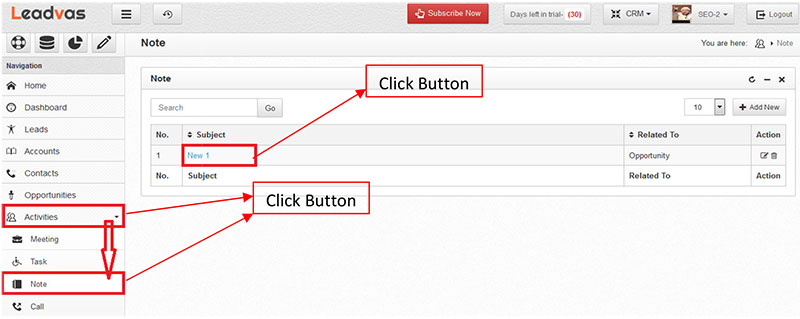 Leadvas
Subscribe Now
Days left in trial- (30)
CRM
SEO-2
Logout
Note
You are here: Note
Navigation
Home
Dashboard
Leads
Accounts
Contacts
Opportunities
Activities
Meeting
Task
Note
Call
Note
Click Button
Search Go
10 Add New
No. Subject Related To Action
1 New 1 Opportunity
No. Subject Related To Action
Click Button